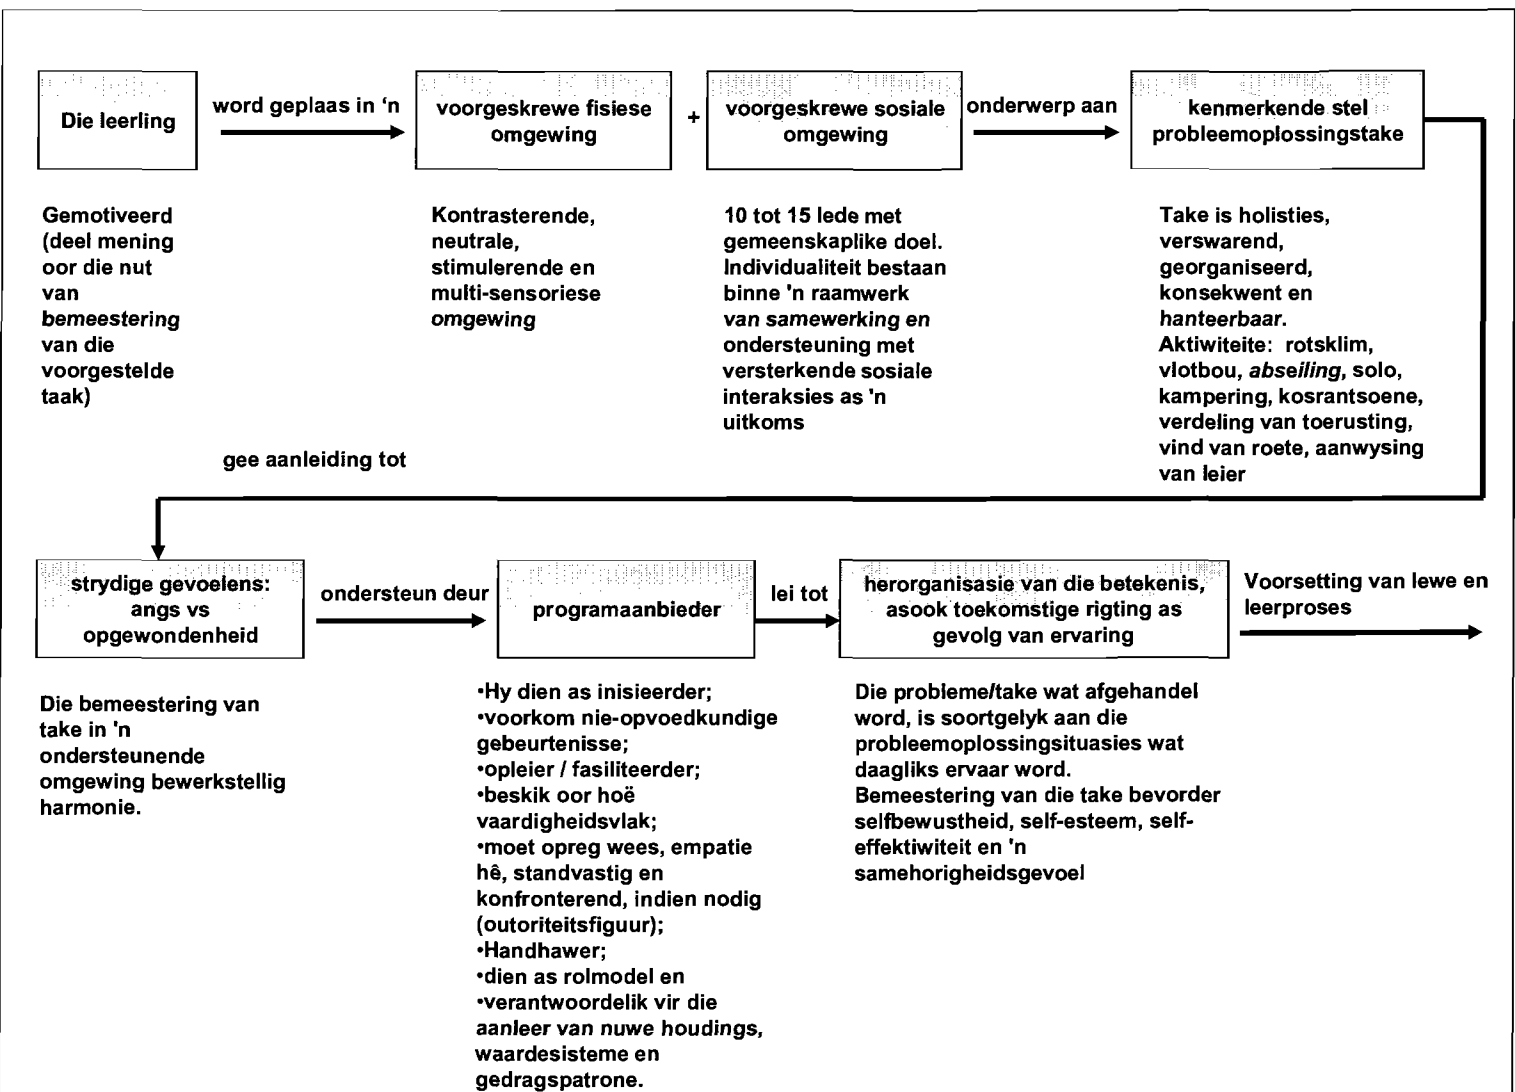 Die leerling
word geplaas in 'n
voorgeskrewe fisiese
omgewing
+
voorgeskrewe sosiale
omgewing
onderwerp aan
kenmerkende stel
probleemoplossingstake
Gemotiveerd
(deel mening
oor die nut
van
bemeestering
van die
voorgestelde
taak)
Kontrasterende,
neutrale,
stimulerende en
multi-sensoriese
omgewing
10 tot 15 lede met
gemeenskaplike doel.
Individualiteit bestaan
binne 'n raamwerk
van samewerking en
ondersteuning met
versterkende sosiale
interaksies as 'n
uitkoms
Take is holisties,
verswarend,
georganiseerd,
konsekwent en
hanteerbaar.
Aktiwiteite: rotsklim,
vlotbou, abseiling, solo,
kampering, kosrantsoene,
verdeling van toerusting,
vind van roete, aanwysing
van leier
gee aanleiding tot
strydige gevoelens:
angs vs
opgewondenheid
ondersteun deur
programaanbieder
lei tot
herorganisasie van die betekenis,
asook toekomstige rigting as
gevolg van ervaring
Voorsetting van lewe en
leerproses
Die bemeestering van
take in 'n
ondersteunende
omgewing bewerkstellig
harmonie.
•Hy dien as inisieerder;
•voorkom nie-opvoedkundige
gebeurtenisse;
•opleier / fasiliteerder;
•beskik oor hoë
vaardigheidsvlak;
•moet opreg wees, empatie
hê, standvastig en
konfronterend, indien nodig
(outoriteitsfiguur);
•Handhawer;
•dien as rolmodel en
•verantwoordelik vir die
aanleer van nuwe houdings,
waardesisteme en
gedragspatrone.
Die probleme/take wat afgehandel
word, is soortgelyk aan die
probleemoplossingsituasies wat
daagliks ervaar word.
Bemeestering van die take bevorder
selfbewustheid, self-esteem, self-
effektiwiteit en 'n
samehorigheidsgevoel